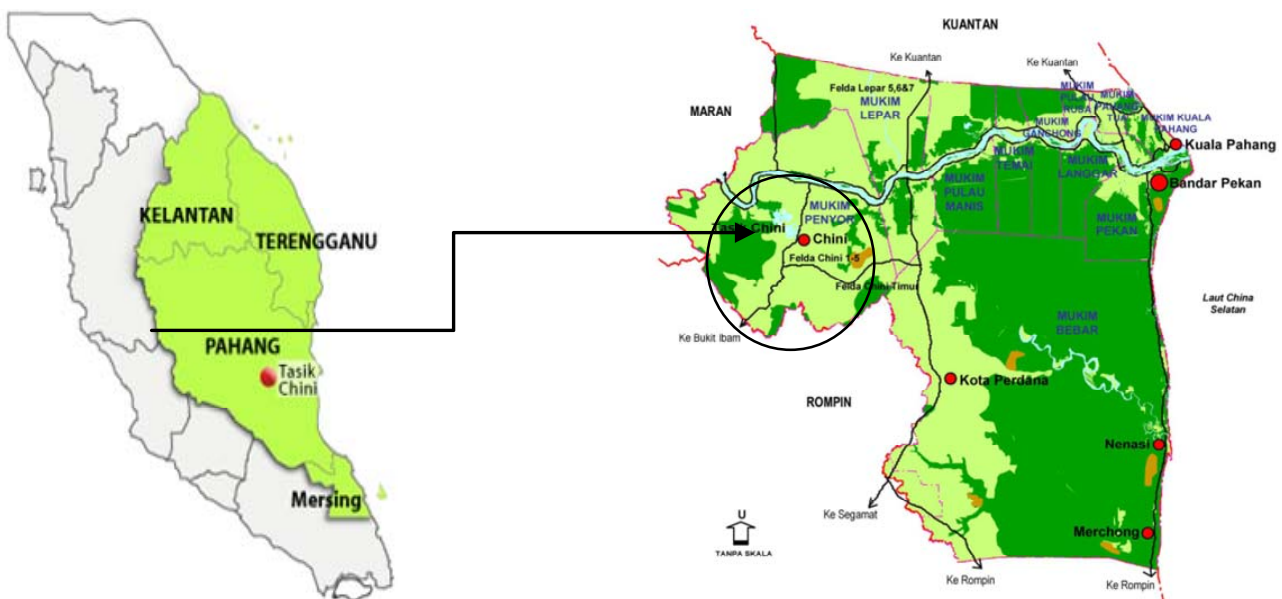 KELANTAN
TERENGGANU
PAHANG
Tasik
Chini
Mersing
KUANTAN
Ke Kuantan
Ke Kuantan
Felda Lepar 5,6&7
MUKIM
LEPAR
MARAN
MUKIM
PULAU
RUSA
MUKIM
PAHANG
TUA
MUKIM KUALA
PAHANG
MUKIM
GANCHONG
Kuala Pahang
MUKIM
TEMAI
MUKIM
LANGGAR
Bandar Pekan
MUKIM
PULAU
MANIS
MUKIM
PENYOR
MUKIM
PEKAN
Tasik Chini
Chini
Felda Chini 1-5
Felda Chini Timur
Laut China
Selatan
MUKIM
BEBAR
Ke Bukit Ibam
Kota Perdana
ROMPIN
Nenasi
Ke Segamat
U
TANPA SKALA
Merchong
Ke Rompin
Ke Rompin